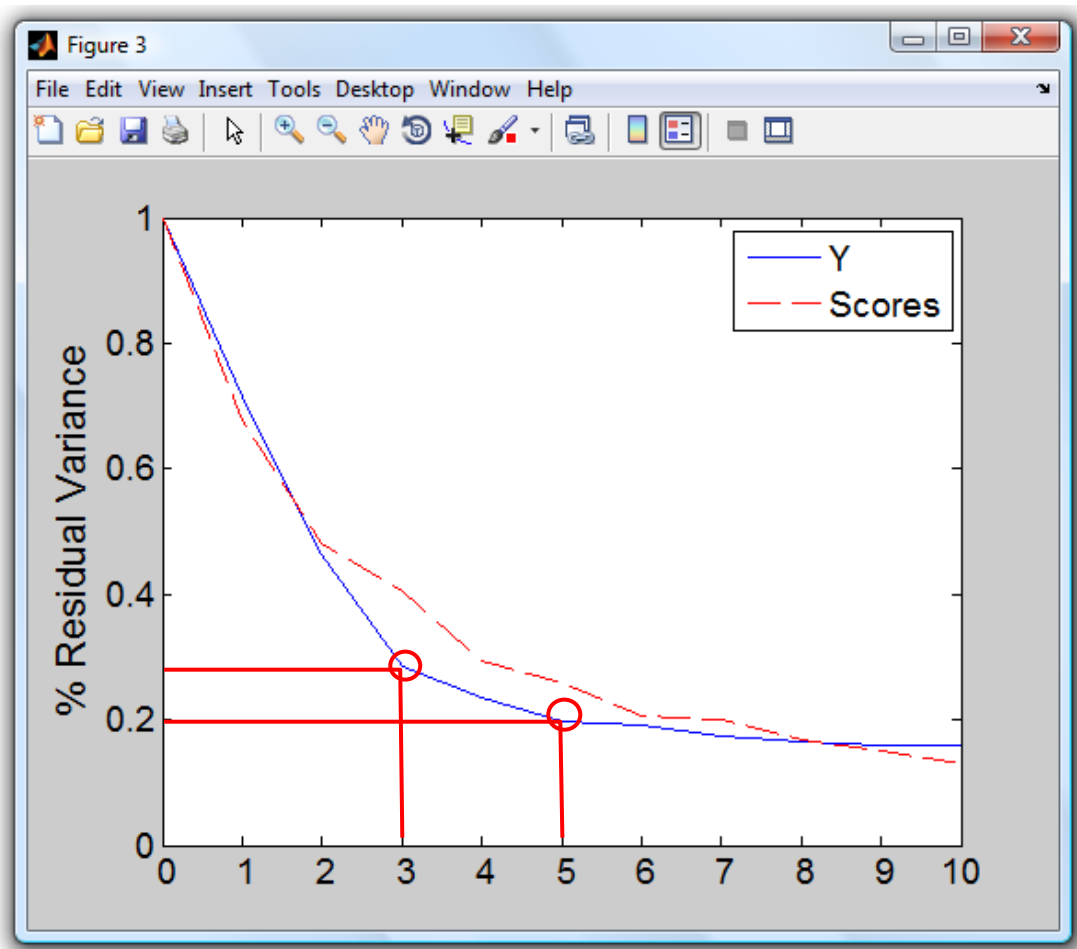 Figure 3
File Edit View Insert Tools Desktop Window Help
1
0.8
0.6
0.4
0.2
0
% Residual Variance
Y
Scores
0 1 2 3 4 5 6 7 8 9 10